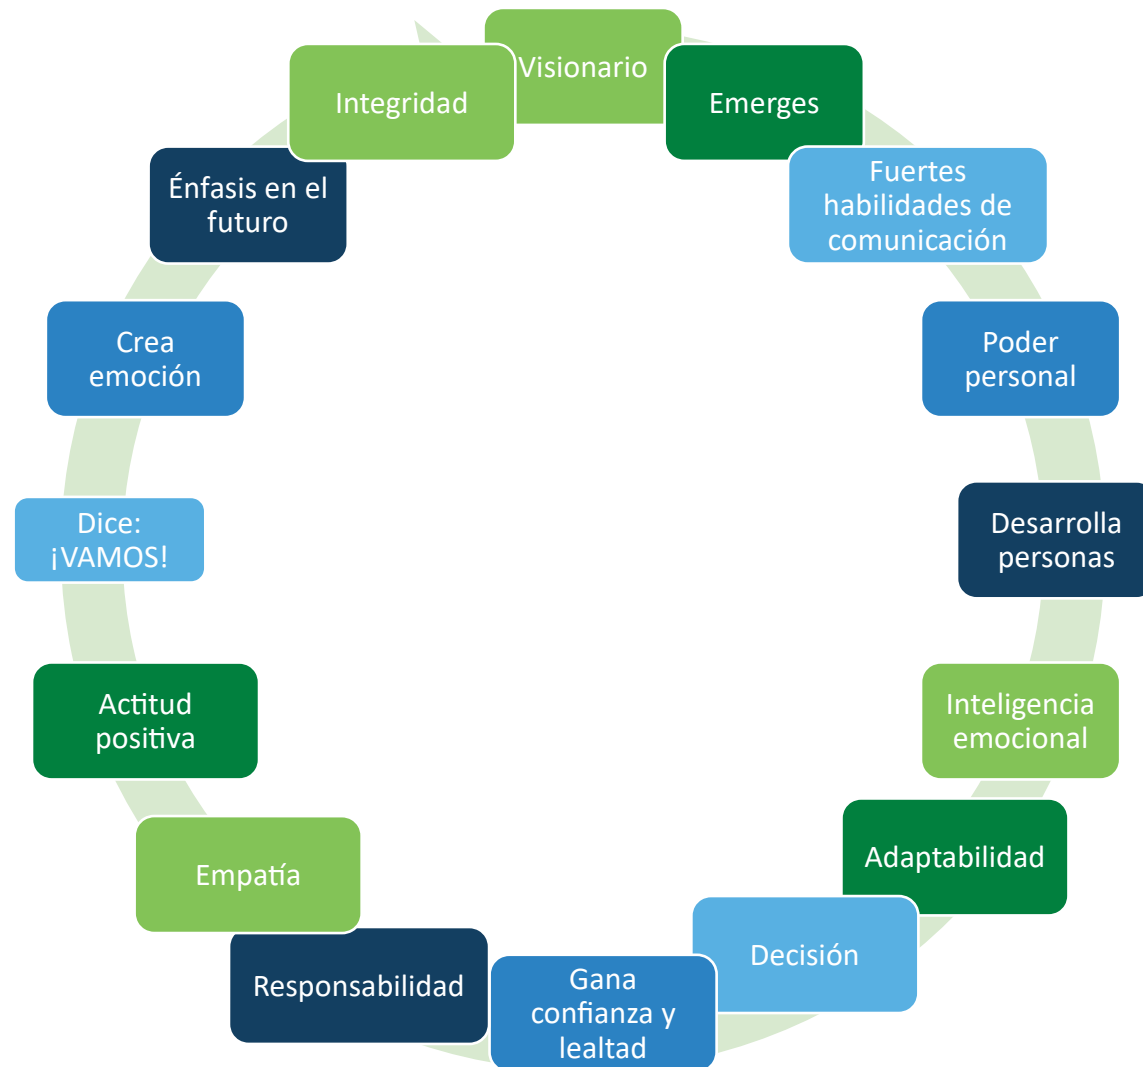 Visionario
Emerges
Fuertes
habilidades de
comunicación
Poder
personal
Desarrolla
personas
Inteligencia
emocional
Adaptabilidad
Decisión
Gana
confianza y
lealtad
Responsabilidad
Empatía
Actitud
positiva
Dice:
¡VAMOS!
Crea
emoción
Énfasis en el
futuro
Integridad